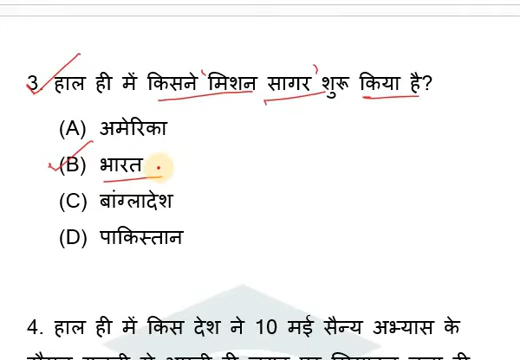 3. हाल ही में किसने 'मिशन सागर' शुरू किया है?
(A) अमेरिका
(B) भारत
(C) बांग्लादेश
(D) पाकिस्तान
4. हाल ही में किस देश ने 10 मई सैन्य अभ्यास के